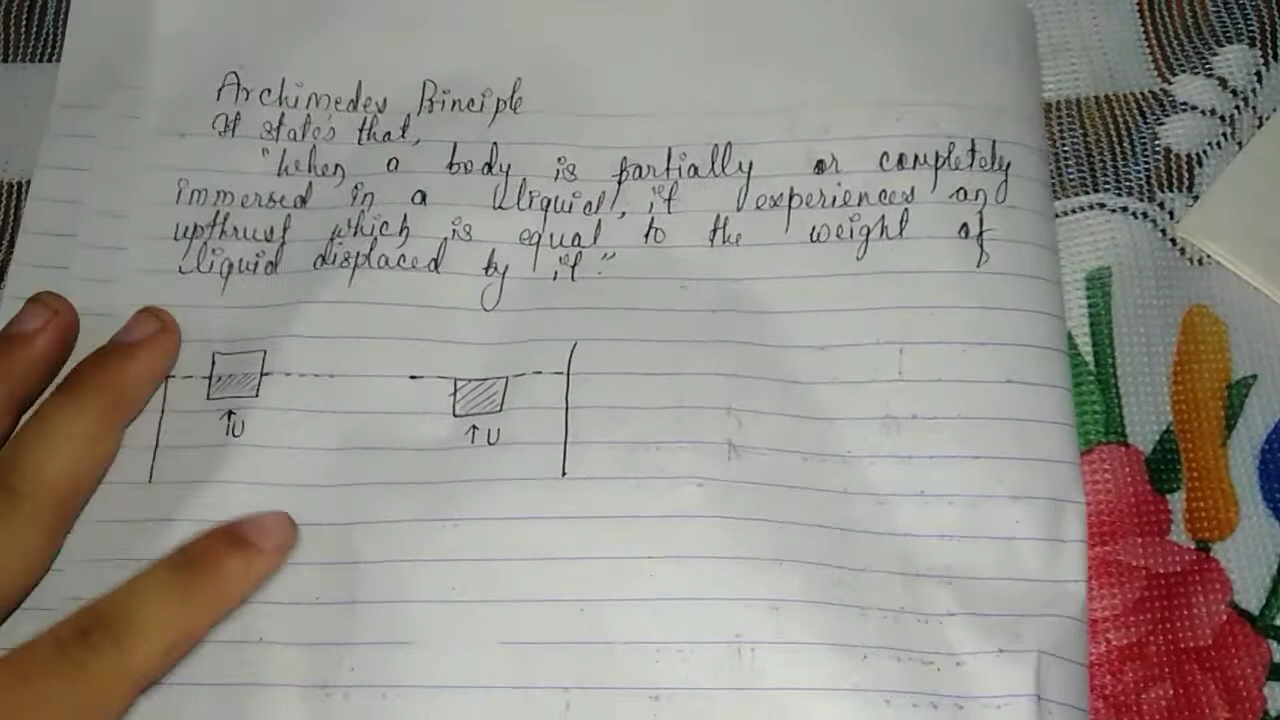 Archimedes Principle
It state's that,
"When a body is partially or completely
immersed in a liquid, it experiences an
upthrust which is equal to the weight of
liquid displaced by it."
↑U
↑U